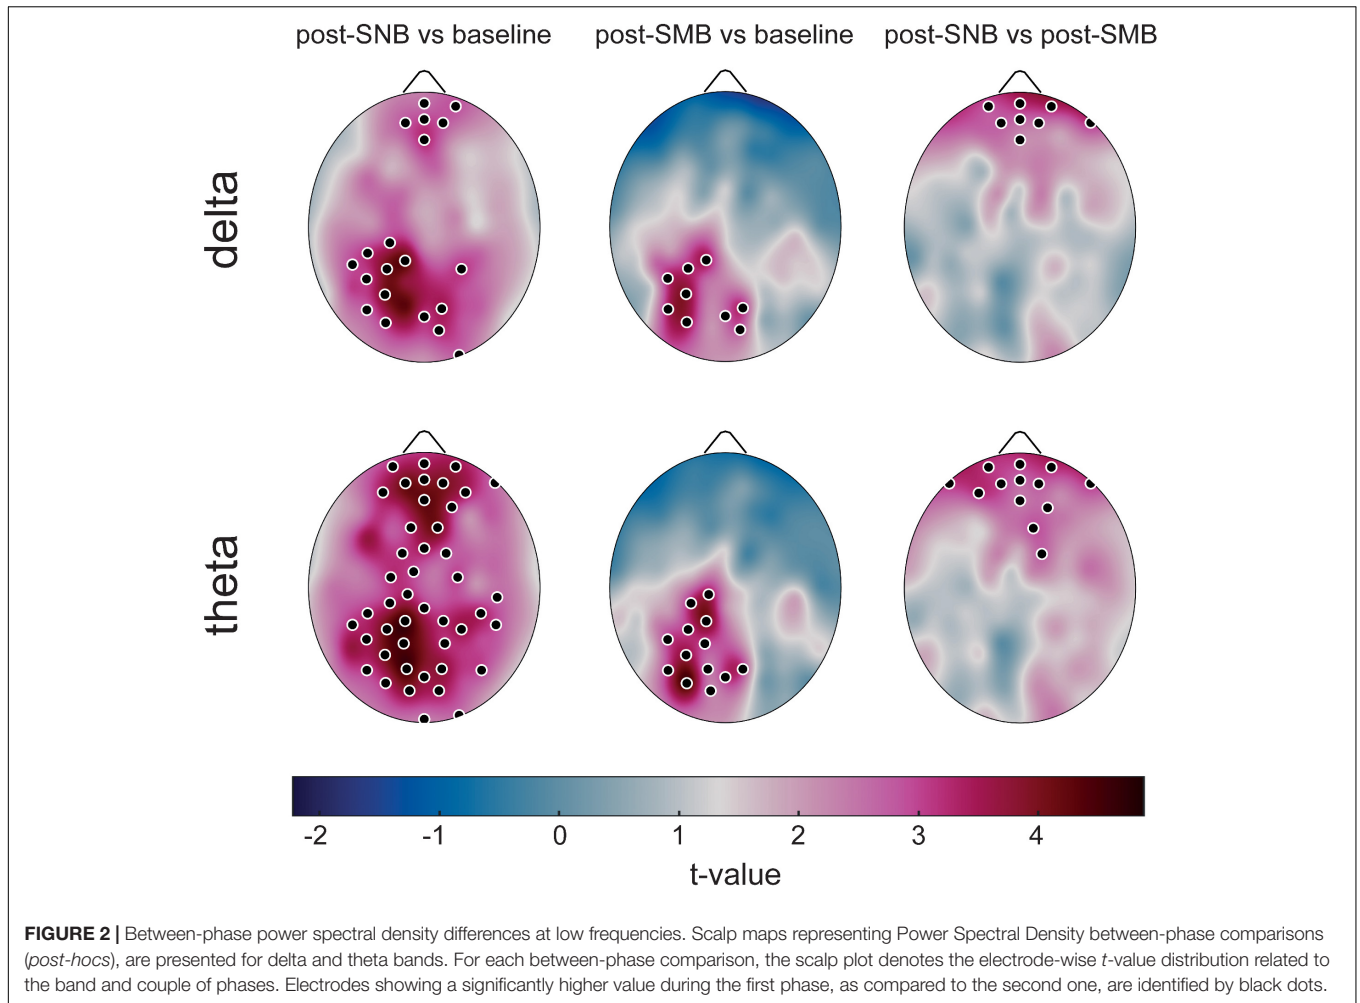 post-SNB vs baseline post-SMB vs baseline post-SNB vs post-SMB
delta
theta
-2 -1 0 1 2 3 4
t-value
FIGURE 2 | Between-phase power spectral density differences at low frequencies. Scalp maps representing Power Spectral Density between-phase comparisons
(post-hocs), are presented for delta and theta bands. For each between-phase comparison, the scalp plot denotes the electrode-wise t-value distribution related to
the band and couple of phases. Electrodes showing a significantly higher value during the first phase, as compared to the second one, are identified by black dots.